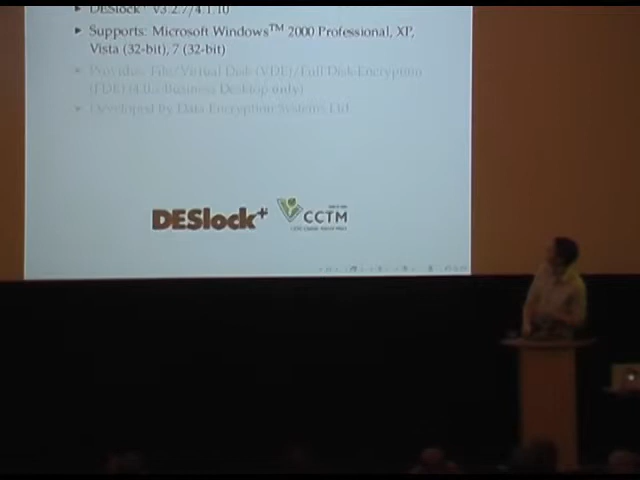 DESlock+ v3.2.7/4.1.10
Supports: Microsoft Windows™ 2000 Professional, XP,
Vista (32-bit), 7 (32-bit)
Provides: File/Virtual Disk (VDE)/Full Disk Encryption
Business Desktop only)
Developed by Data Encryption Systems Ltd.
DESlock+ CCTM